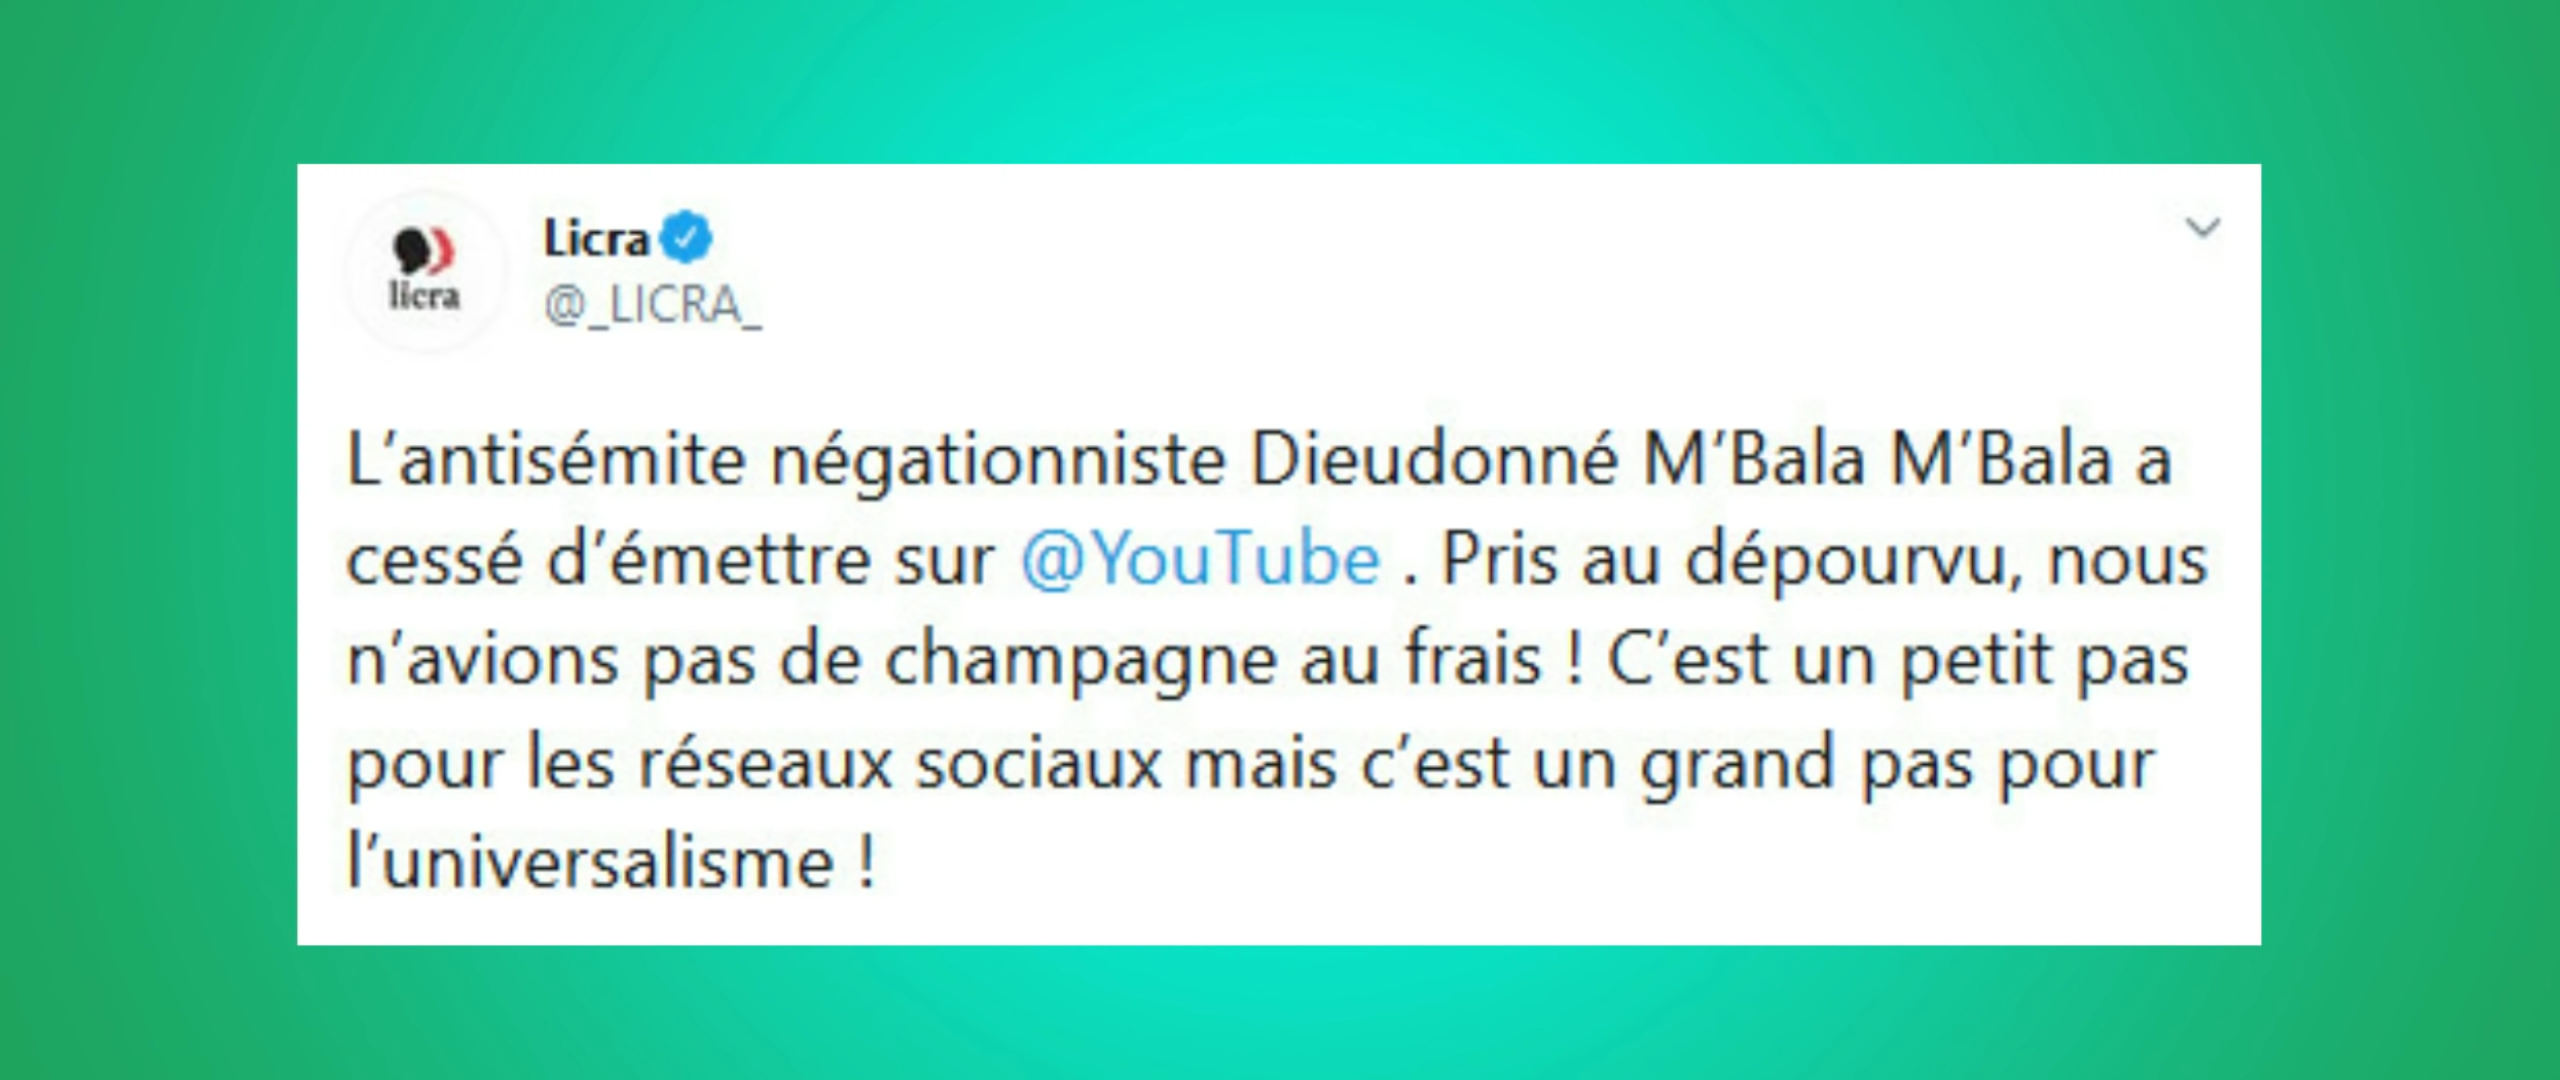 licra
Licra
@_LICRA_
L’antisémite négationniste Dieudonné M’Bala M’Bala a
cessé d’émettre sur @YouTube . Pris au dépourvu, nous
n’avions pas de champagne au frais ! C’est un petit pas
pour les réseaux sociaux mais c’est un grand pas pour
l’universalisme !